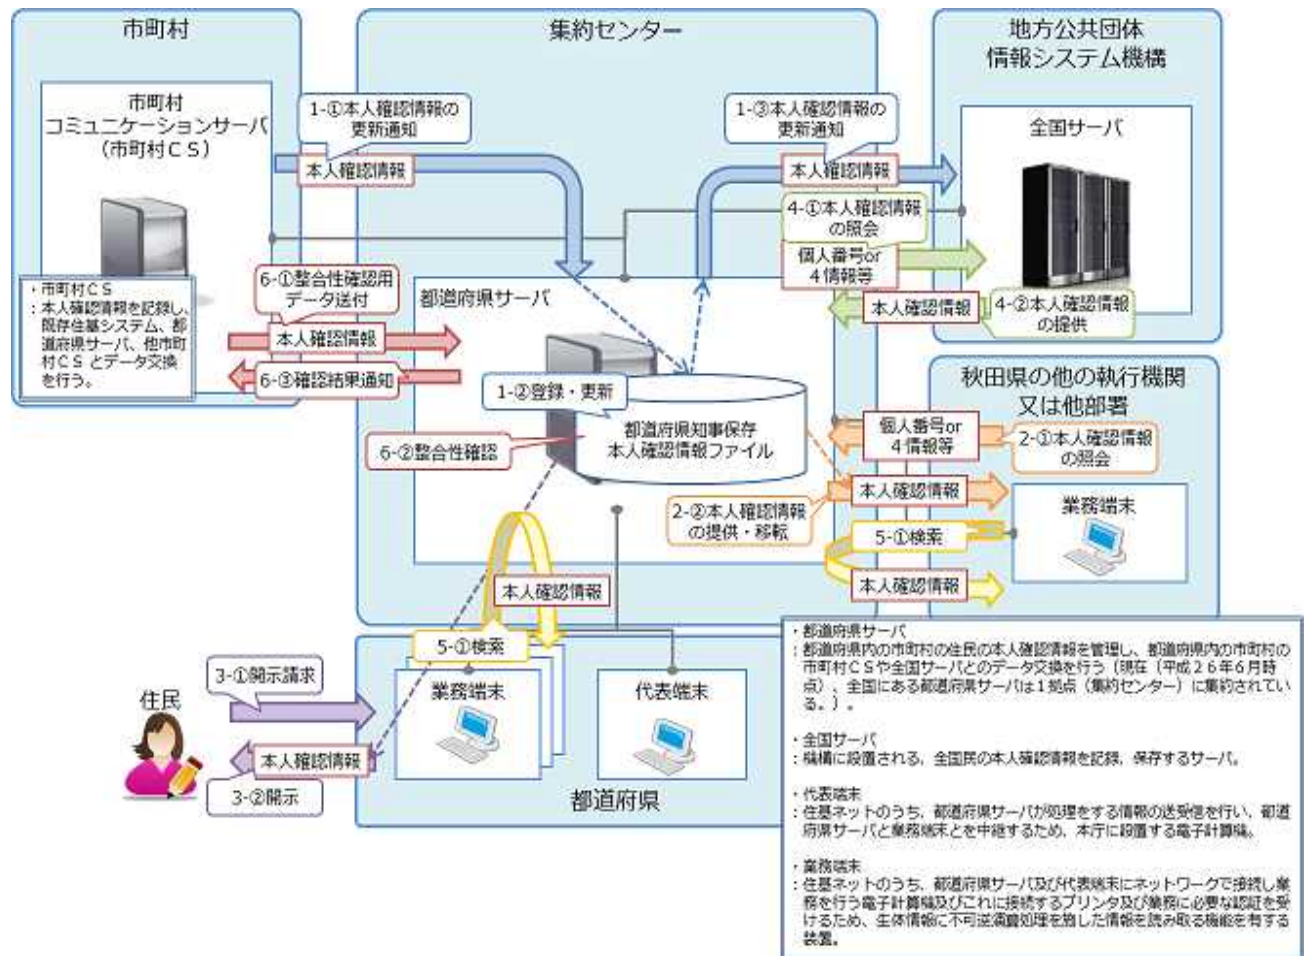 市町村
集約センター
地方公共団体
情報システム機構
市町村
コミュニケーションサーバ
（市町村ＣＳ）
1-①本人確認情報の
更新通知
本人確認情報
1-③本人確認情報の
更新通知
本人確認情報
全国サーバ
4-①本人確認情報
の照会
個人番号or
４情報等
本人確認情報
4-②本人確認情報
の提供
・市町村ＣＳ
：本人確認情報を記録し、
既存住基システム、都
道府県サーバ、他市町
村ＣＳとデータ交換
を行う。
6-①整合性確認用
データ送付
本人確認情報
6-③確認結果通知
都道府県サーバ
1-②登録・更新
都道府県知事保存
本人確認情報ファイル
6-②整合性確認
秋田県の他の執行機関
又は他部署
個人番号or
４情報等
2-①本人確認情報
の照会
本人確認情報
2-②本人確認情報
の提供・移転
業務端末
5-①検索
本人確認情報
本人確認情報
5-①検索
業務端末
代表端末
都道府県
住民
3-①開示請求
本人確認情報
3-②開示
・都道府県サーバ
：都道府県内の市町村の住民の本人確認情報を管理し、都道府県内の市町村の
市町村ＣＳや全国サーバとのデータ交換を行う（現在（平成２６年６月時
点）、全国にある都道府県サーバは１拠点（集約センター）に集約されてい
る。）。
・全国サーバ
：機構に設置される、全国民の本人確認情報を記録、保存するサーバ。
・代表端末
：住基ネットのうち、都道府県サーバが処理をする情報の送受信を行い、都道
府県サーバと業務端末とを中継するため、本庁に設置する電子計算機。
・業務端末
：住基ネットのうち、都道府県サーバ及び代表端末にネットワークで接続し業
務を行う電子計算機及びこれに接続するプリンタ及び業務に必要な認証を受
けるため、生体情報に不可逆演算処理を施した情報を読み取る機能を有する
装置。